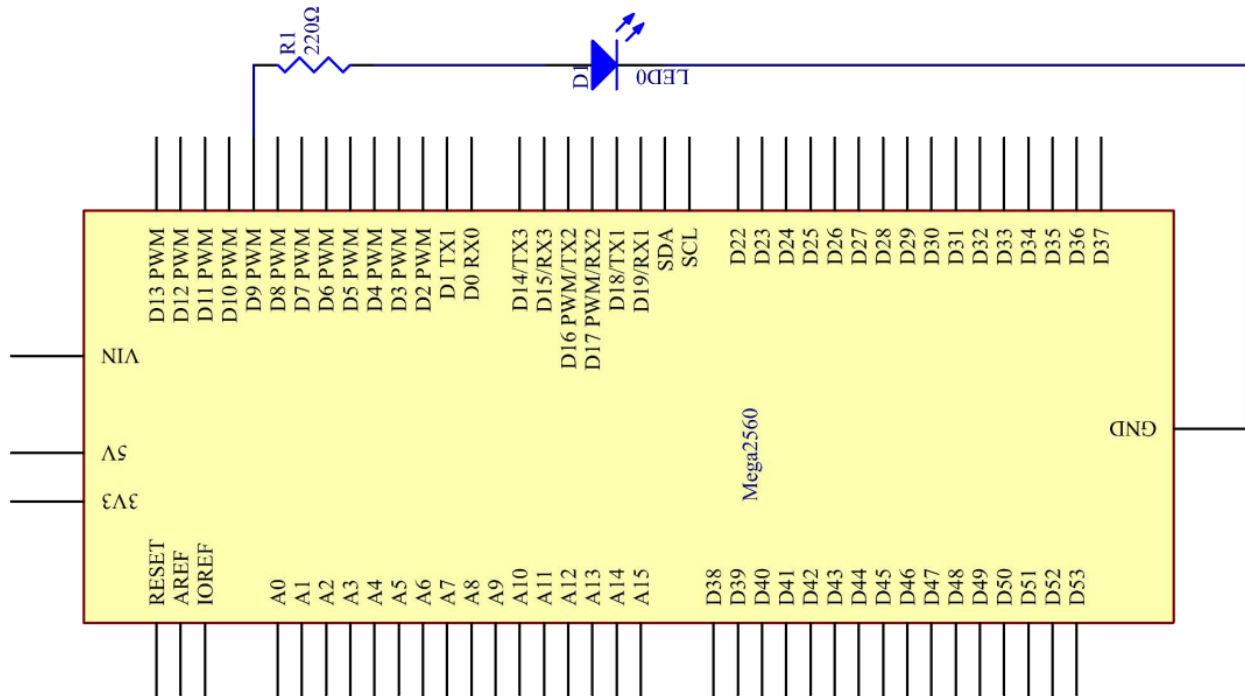 R1
220Ω
D1
LED0
D13 PWM
D12 PWM
D11 PWM
D10 PWM
D9 PWM
D8 PWM
D7 PWM
D6 PWM
D5 PWM
D4 PWM
D3 PWM
D2 PWM
D1 TX1
D0 RX0
D14/TX3
D15/RX3
D16 PWM/TX2
D17 PWM/RX2
D18/TX1
D19/RX1
SDA
SCL
D22
D23
D24
D25
D26
D27
D28
D29
D30
D31
D32
D33
D34
D35
D36
D37
VIN
5V
3V3
Mega2560
GND
RESET
AREF
IOREF
A0
A1
A2
A3
A4
A5
A6
A7
A8
A9
A10
A11
A12
A13
A14
A15
D38
D39
D40
D41
D42
D43
D44
D45
D46
D47
D48
D49
D50
D51
D52
D53